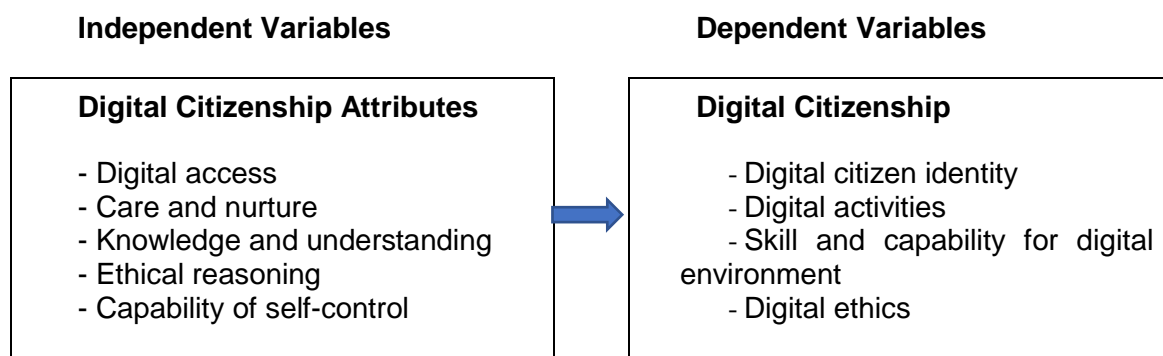 Independent Variables
Dependent Variables
Digital Citizenship Attributes
- Digital access
- Care and nurture
- Knowledge and understanding
- Ethical reasoning
- Capability of self-control
Digital Citizenship
- Digital citizen identity
- Digital activities
- Skill and capability for digital
environment
- Digital ethics